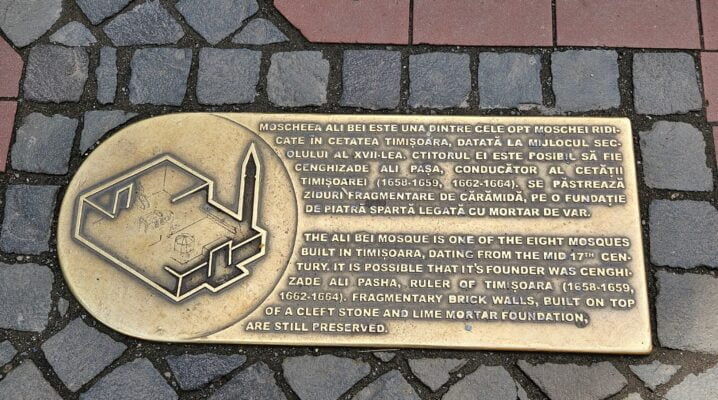 MOSCHEEA ALI BEI ESTE UNA DINTRE CELE OPT MOSCHEI RIDI-
CATE ÎN CETATEA TIMIȘOARA, DATATĂ LA MIJLOCUL SEC-
OLULUI AL XVII-LEA. CTITORUL EI ESTE POSIBIL SĂ FIE
CENGHIZADE ALI PAȘA, CONDUCĂTOR AL CETĂȚII
TIMIȘOAREI (1658-1659, 1662-1664). SE PĂSTREAZĂ
ZIDURI FRAGMENTARE DE CĂRĂMIDĂ, PE O FUNDAȚIE
DE PIATRĂ SPARTĂ LEGATĂ CU MORTAR DE VAR.
THE ALI BEI MOSQUE IS ONE OF THE EIGHT MOSQUES
BUILT IN TIMIȘOARA, DATING FROM THE MID 17TH CEN-
TURY. IT IS POSSIBLE THAT IT'S FOUNDER WAS CENGHI-
ZADE ALI PASHA, RULER OF TIMIȘOARA (1658-1659,
1662-1664). FRAGMENTARY BRICK WALLS, BUILT ON TOP
OF A CLEFT STONE AND LIME MORTAR FOUNDATION,
ARE STILL PRESERVED.